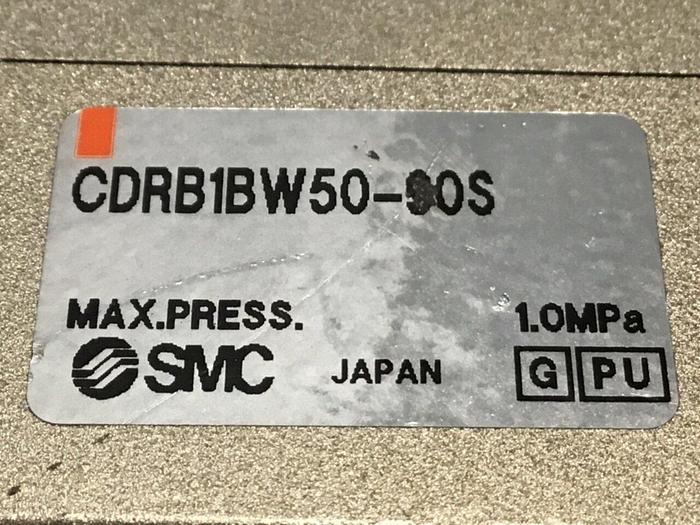 CDRB1BW50-90S
MAX.PRESS. 1.0MPa
SMC JAPAN G PU